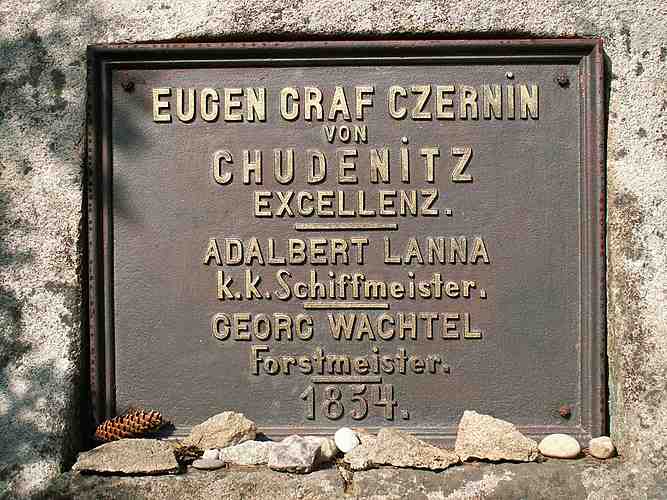 EUGEN GRAF CZERNiN
VON
CHUDENiTZ
EXCELLENZ.
ADALBERT LANNA
k.k. Schiffmeister.
GEORG WACHTEL
Forstmeister.
1854.